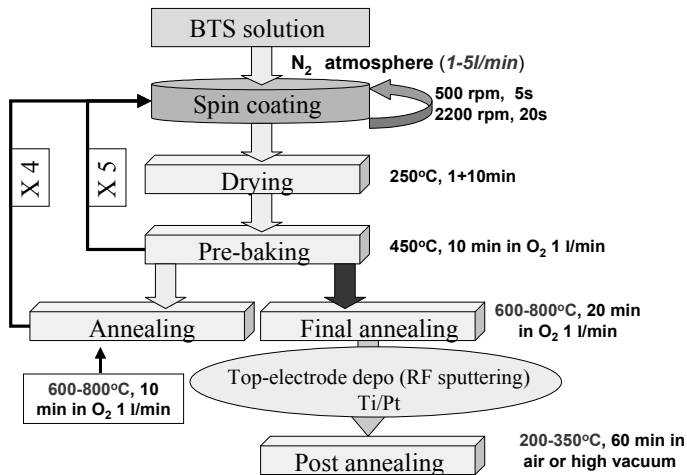 BTS solution
N₂ atmosphere (1-5l/min)
Spin coating
500 rpm, 5s
2200 rpm, 20s
X 4
X 5
Drying
250°C, 1+10min
Pre-baking
450°C, 10 min in O₂ 1 l/min
Annealing
Final annealing
600-800°C, 20 min
in O₂ 1 l/min
600-800°C, 10
min in O₂ 1 l/min
Top-electrode depo (RF sputtering)
Ti/Pt
Post annealing
200-350°C, 60 min in
air or high vacuum